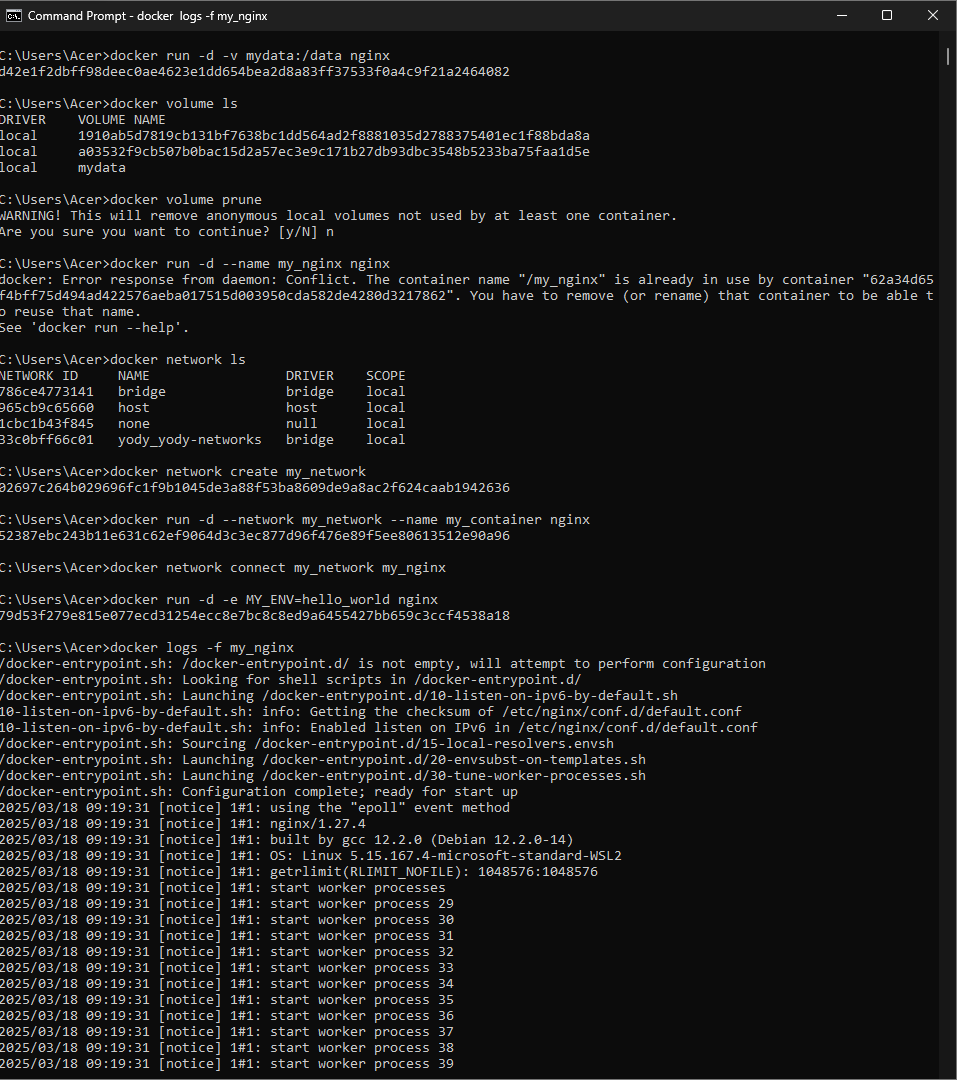 Command Prompt - docker  logs -f my_nginx
C:\Users\Acer>docker run -d -v mydata:/data nginx
d42e1f2dbff98deec0ae4623e1dd654bea2d8a83ff37533f0a4c9f21a2464082
C:\Users\Acer>docker volume ls
DRIVER    VOLUME NAME
local     1910ab5d7819cb131bf7638bc1dd564ad2f8881035d2788375401ec1f88bda8a
local     a03532f9cb507b0bac15d2a57ec3e9c171b27db93dbc3548b5233ba75faa1d5e
local     mydata
C:\Users\Acer>docker volume prune
WARNING! This will remove anonymous local volumes not used by at least one container.
Are you sure you want to continue? [y/N] n
C:\Users\Acer>docker run -d --name my_nginx nginx
docker: Error response from daemon: Conflict. The container name "/my_nginx" is already in use by container "62a34d65
f4bff75d494ad422576aeba017515d003950cda582de4280d3217862". You have to remove (or rename) that container to be able t
o reuse that name.
See 'docker run --help'.
C:\Users\Acer>docker network ls
NETWORK ID     NAME                 DRIVER    SCOPE
786ce4773141   bridge               bridge    local
965cb9c65660   host                 host      local
1cbc1b43f845   none                 null      local
33c0bff66c01   yody_yody-networks   bridge    local
C:\Users\Acer>docker network create my_network
02697c264b029696fc1f9b1045de3a88f53ba8609de9a8ac2f624caab1942636
C:\Users\Acer>docker run -d --network my_network --name my_container nginx
52387ebc243b11e631c62ef9064d3c3ec877d96f476e89f5ee80613512e90a96
C:\Users\Acer>docker network connect my_network my_nginx
C:\Users\Acer>docker run -d -e MY_ENV=hello_world nginx
79d53f279e815e077ecd31254ecc8e7bc8c8ed9a6455427bb659c3ccf4538a18
C:\Users\Acer>docker logs -f my_nginx
/docker-entrypoint.sh: /docker-entrypoint.d/ is not empty, will attempt to perform configuration
/docker-entrypoint.sh: Looking for shell scripts in /docker-entrypoint.d/
/docker-entrypoint.sh: Launching /docker-entrypoint.d/10-listen-on-ipv6-by-default.sh
10-listen-on-ipv6-by-default.sh: info: Getting the checksum of /etc/nginx/conf.d/default.conf
10-listen-on-ipv6-by-default.sh: info: Enabled listen on IPv6 in /etc/nginx/conf.d/default.conf
/docker-entrypoint.sh: Sourcing /docker-entrypoint.d/15-local-resolvers.envsh
/docker-entrypoint.sh: Launching /docker-entrypoint.d/20-envsubst-on-templates.sh
/docker-entrypoint.sh: Launching /docker-entrypoint.d/30-tune-worker-processes.sh
/docker-entrypoint.sh: Configuration complete; ready for start up
2025/03/18 09:19:31 [notice] 1#1: using the "epoll" event method
2025/03/18 09:19:31 [notice] 1#1: nginx/1.27.4
2025/03/18 09:19:31 [notice] 1#1: built by gcc 12.2.0 (Debian 12.2.0-14)
2025/03/18 09:19:31 [notice] 1#1: OS: Linux 5.15.167.4-microsoft-standard-WSL2
2025/03/18 09:19:31 [notice] 1#1: getrlimit(RLIMIT_NOFILE): 1048576:1048576
2025/03/18 09:19:31 [notice] 1#1: start worker processes
2025/03/18 09:19:31 [notice] 1#1: start worker process 29
2025/03/18 09:19:31 [notice] 1#1: start worker process 30
2025/03/18 09:19:31 [notice] 1#1: start worker process 31
2025/03/18 09:19:31 [notice] 1#1: start worker process 32
2025/03/18 09:19:31 [notice] 1#1: start worker process 33
2025/03/18 09:19:31 [notice] 1#1: start worker process 34
2025/03/18 09:19:31 [notice] 1#1: start worker process 35
2025/03/18 09:19:31 [notice] 1#1: start worker process 36
2025/03/18 09:19:31 [notice] 1#1: start worker process 37
2025/03/18 09:19:31 [notice] 1#1: start worker process 38
2025/03/18 09:19:31 [notice] 1#1: start worker process 39